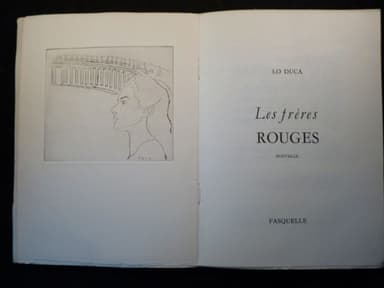 LO DUCA
Les frères
ROUGES
NOUVELLE
FASQUELLE